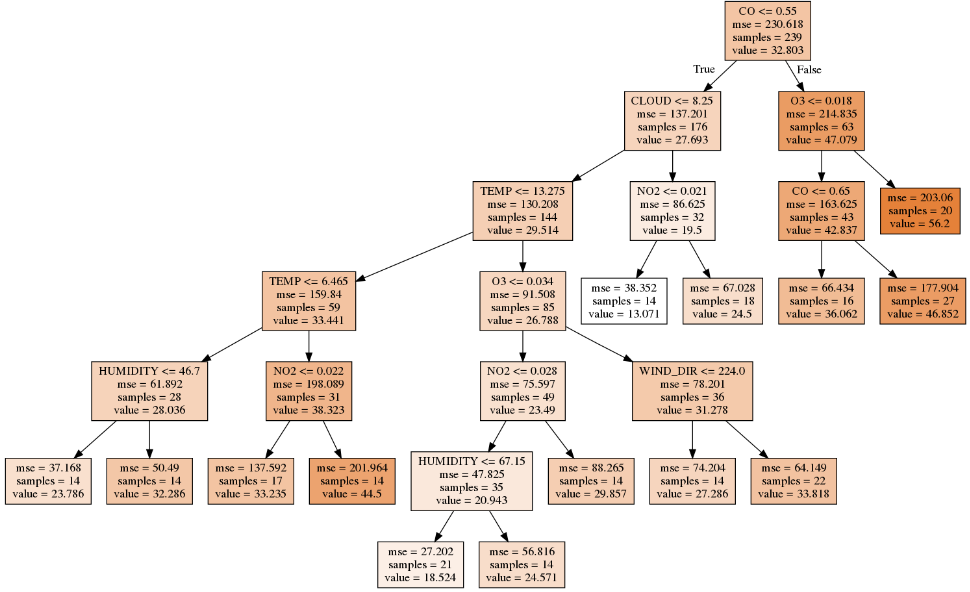 CO <= 0.55
mse = 230.618
samples = 239
value = 32.803
True
False
CLOUD <= 8.25
mse = 137.201
samples = 176
value = 27.693
O3 <= 0.018
mse = 214.835
samples = 63
value = 47.079
TEMP <= 13.275
mse = 130.208
samples = 144
value = 29.514
NO2 <= 0.021
mse = 86.625
samples = 32
value = 19.5
CO <= 0.65
mse = 163.625
samples = 43
value = 42.837
mse = 203.06
samples = 20
value = 56.2
TEMP <= 6.465
mse = 159.84
samples = 59
value = 33.441
O3 <= 0.034
mse = 91.508
samples = 85
value = 26.788
mse = 38.352
samples = 14
value = 13.071
mse = 67.028
samples = 18
value = 24.5
mse = 66.434
samples = 16
value = 36.062
mse = 177.904
samples = 27
value = 46.852
HUMIDITY <= 46.7
mse = 61.892
samples = 28
value = 28.036
NO2 <= 0.022
mse = 198.089
samples = 31
value = 38.323
NO2 <= 0.028
mse = 75.597
samples = 49
value = 23.49
WIND_DIR <= 224.0
mse = 78.201
samples = 36
value = 31.278
mse = 37.168
samples = 14
value = 23.786
mse = 50.49
samples = 14
value = 32.286
mse = 137.592
samples = 17
value = 33.235
mse = 201.964
samples = 14
value = 44.5
HUMIDITY <= 67.15
mse = 47.825
samples = 35
value = 20.943
mse = 88.265
samples = 14
value = 29.857
mse = 74.204
samples = 14
value = 27.286
mse = 64.149
samples = 22
value = 33.818
mse = 27.202
samples = 21
value = 18.524
mse = 56.816
samples = 14
value = 24.571